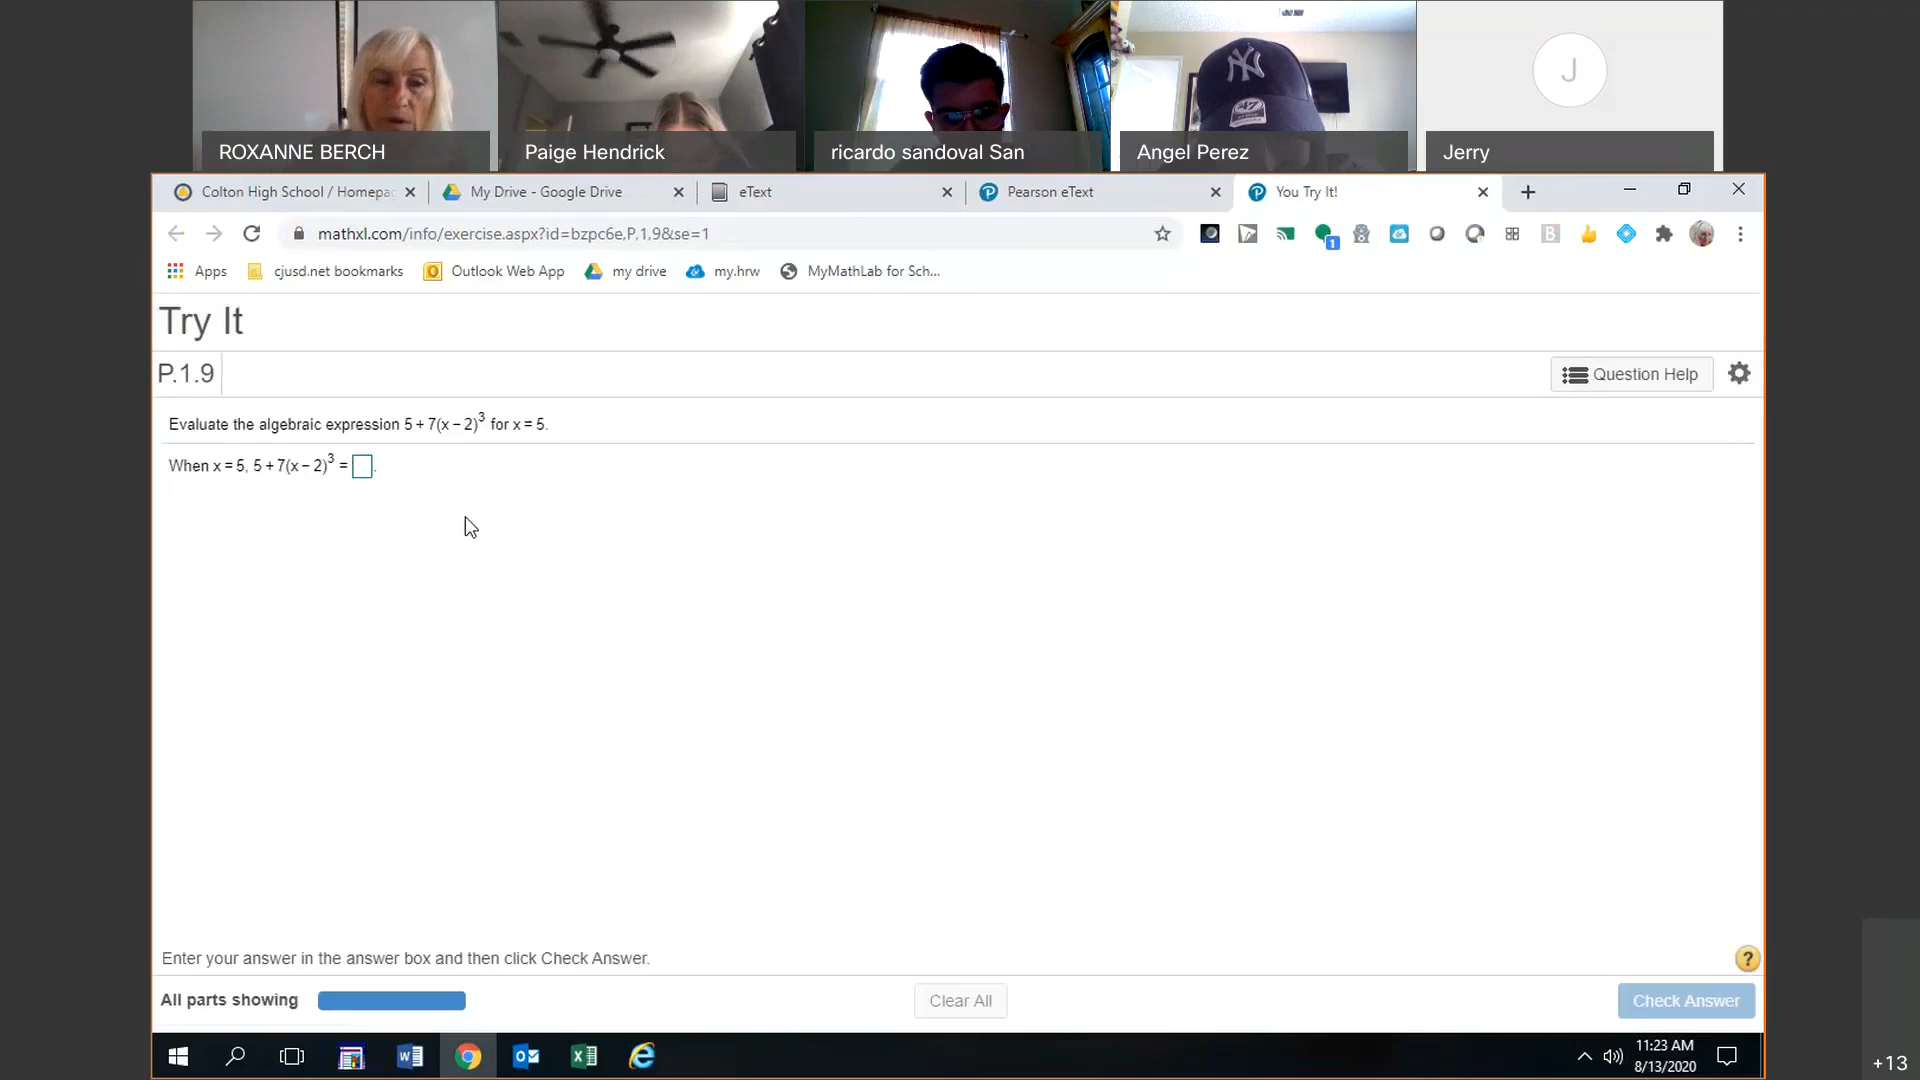 ROXANNE BERCH
Paige Hendrick
ricardo sandoval San
Angel Perez
J
Jerry
Colton High School / Homepa
My Drive - Google Drive
eText
Pearson eText
You Try It!
mathxl.com/info/exercise.aspx?id=bzpc6e,P.1.9&se=1
1
B
Apps
cjusd.net bookmarks
Outlook Web App
my drive
my.hrw
MyMathLab for Sch...
Try It
P.1.9
Question Help
Evaluate the algebraic expression 5 + 7(x − 2)³ for x = 5.
When x = 5, 5 + 7(x − 2)³ = .
Enter your answer in the answer box and then click Check Answer.
?
All parts showing
Clear All
Check Answer
11:23 AM
8/13/2020
+13